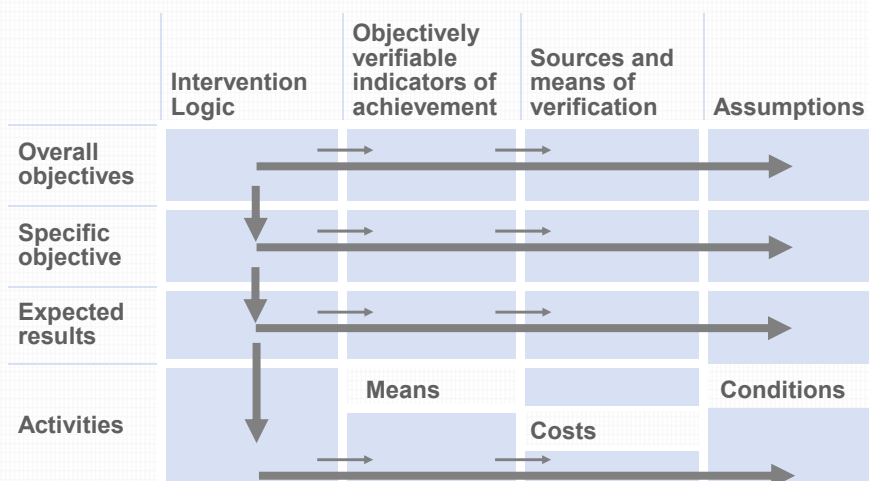 Intervention
Logic
Objectively
verifiable
indicators of
achievement
Sources and
means of
verification
Assumptions
Overall
objectives
Specific
objective
Expected
results
Activities
Means
Costs
Conditions